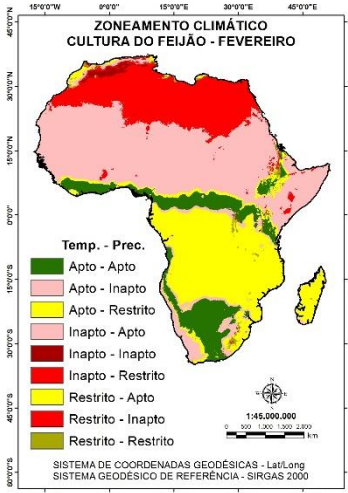 ZONEAMENTO CLIMÁTICO
CULTURA DO FEIJÃO - FEVEREIRO
15°0'0"O 0°0'0" 15°0'0"E 30°0'0"E 45°0'0"E
45°0'0"N
30°0'0"N
15°0'0"N
0°0'0"
15°0'0"S
30°0'0"S
45°0'0"S
60°0'0"S
Temp. - Prec.
Apto - Apto
Apto - Inapto
Apto - Restrito
Inapto - Apto
Inapto - Inapto
Inapto - Restrito
Restrito - Apto
Restrito - Inapto
Restrito - Restrito
1:45.000.000
0 500 1.000 1.500 2.000
km
SISTEMA DE COORDENADAS GEODÉSICAS - Lat/Long
SISTEMA GEODÉSICO DE REFERÊNCIA - SIRGAS 2000